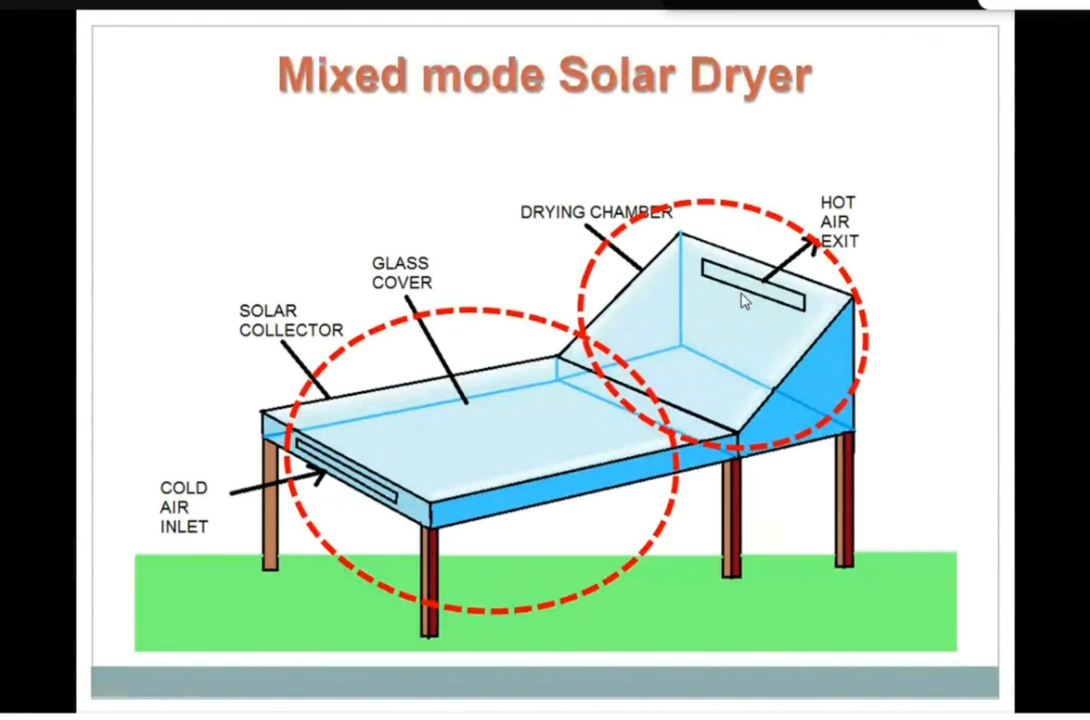 Mixed mode Solar Dryer
DRYING CHAMBER
HOT
AIR
EXIT
GLASS
COVER
SOLAR
COLLECTOR
COLD
AIR
INLET